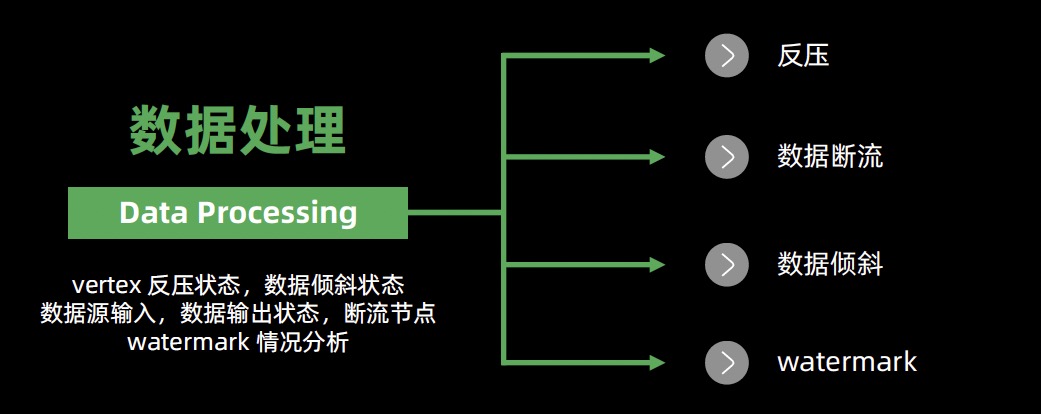 数据处理
Data Processing
vertex 反压状态，数据倾斜状态
数据源输入，数据输出状态，断流节点
watermark 情况分析
反压
数据断流
数据倾斜
watermark